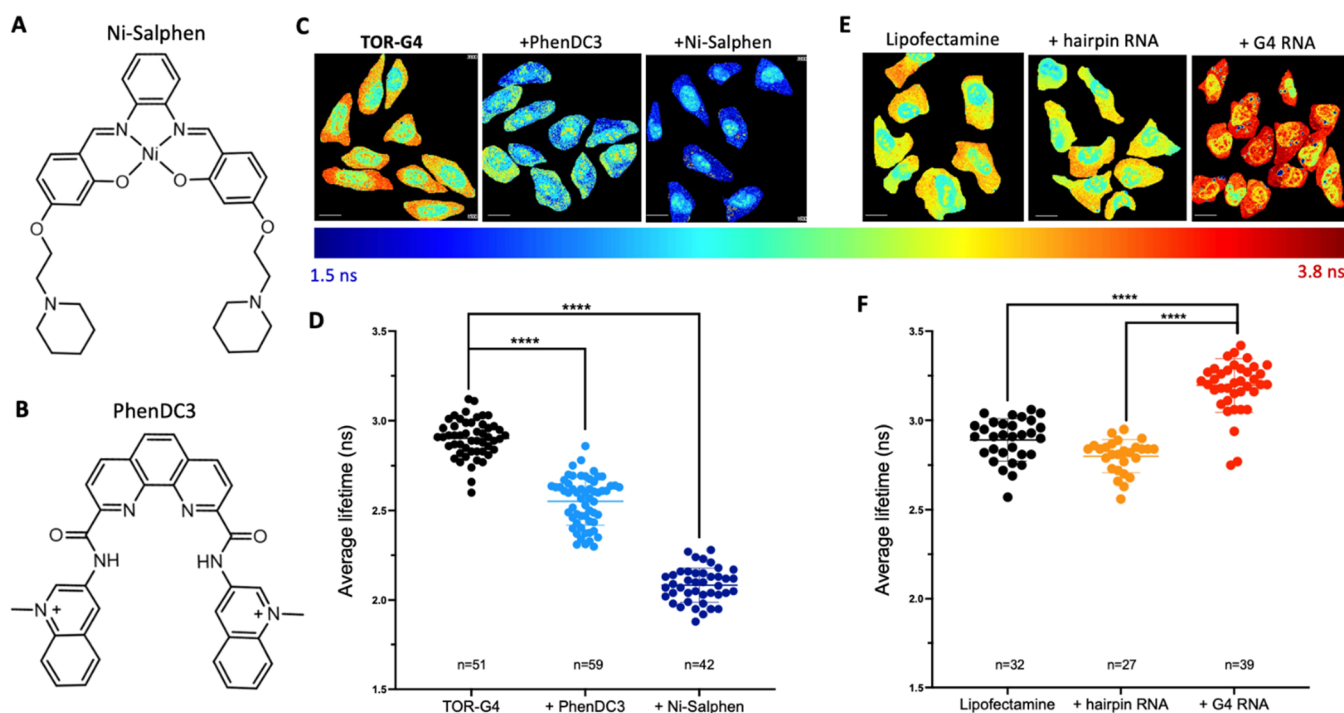 A
Ni-Salphen
N
N
Ni
O
O
O
O
N
N
B
PhenDC3
N
N
O
O
NH
HN
N
+
N
+
C
TOR-G4
+PhenDC3
+Ni-Salphen
E
Lipofectamine
+ hairpin RNA
+ G4 RNA
1.5 ns
3.8 ns
D
****
****
3.5
3.0
2.5
2.0
1.5
Average lifetime (ns)
n=51
n=59
n=42
TOR-G4
+ PhenDC3
+ Ni-Salphen
F
****
****
3.5
3.0
2.5
2.0
1.5
Average lifetime (ns)
n=32
n=27
n=39
Lipofectamine
+ hairpin RNA
+ G4 RNA